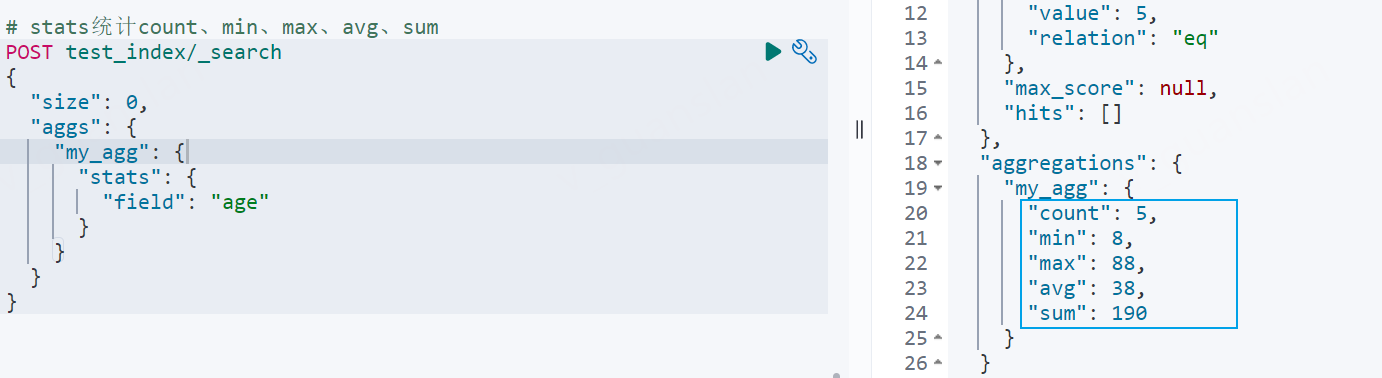 # stats统计count、min、max、avg、sum
POST test_index/_search
{
  "size": 0,
  "aggs": {
    "my_agg": {
      "stats": {
        "field": "age"
      }
    }
  }
}
12 "value": 5,
13 "relation": "eq"
14 },
15 "max_score": null,
16 "hits": []
17 },
18 "aggregations": {
19 "my_agg": {
20 "count": 5,
21 "min": 8,
22 "max": 88,
23 "avg": 38,
24 "sum": 190
25 }
26 }